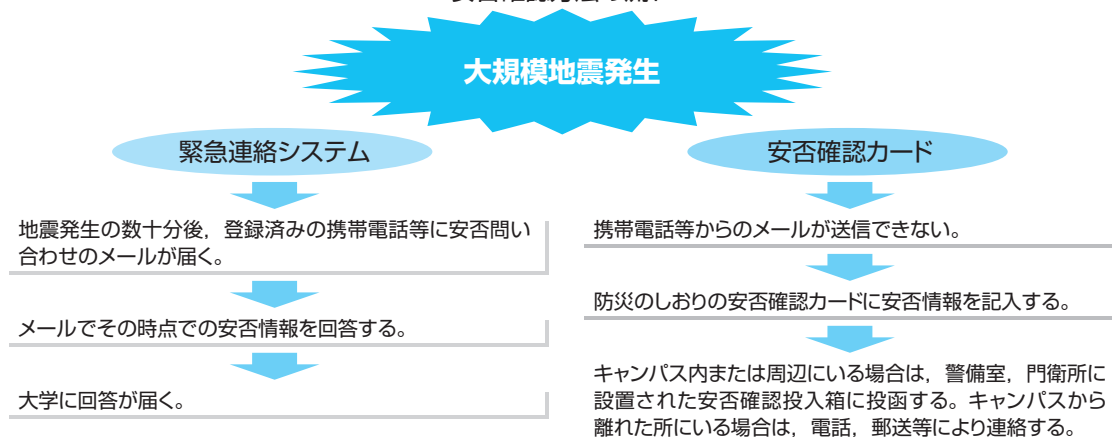 大規模地震発生
緊急連絡システム
地震発生の数十分後，登録済みの携帯電話等に安否問い
合わせのメールが届く。
メールでその時点での安否情報を回答する。
大学に回答が届く。
安否確認カード
携帯電話等からのメールが送信できない。
防災のしおりの安否確認カードに安否情報を記入する。
キャンパス内または周辺にいる場合は，警備室，門衛所に
設置された安否確認投入箱に投函する。キャンパスから
離れた所にいる場合は，電話，郵送等により連絡する。